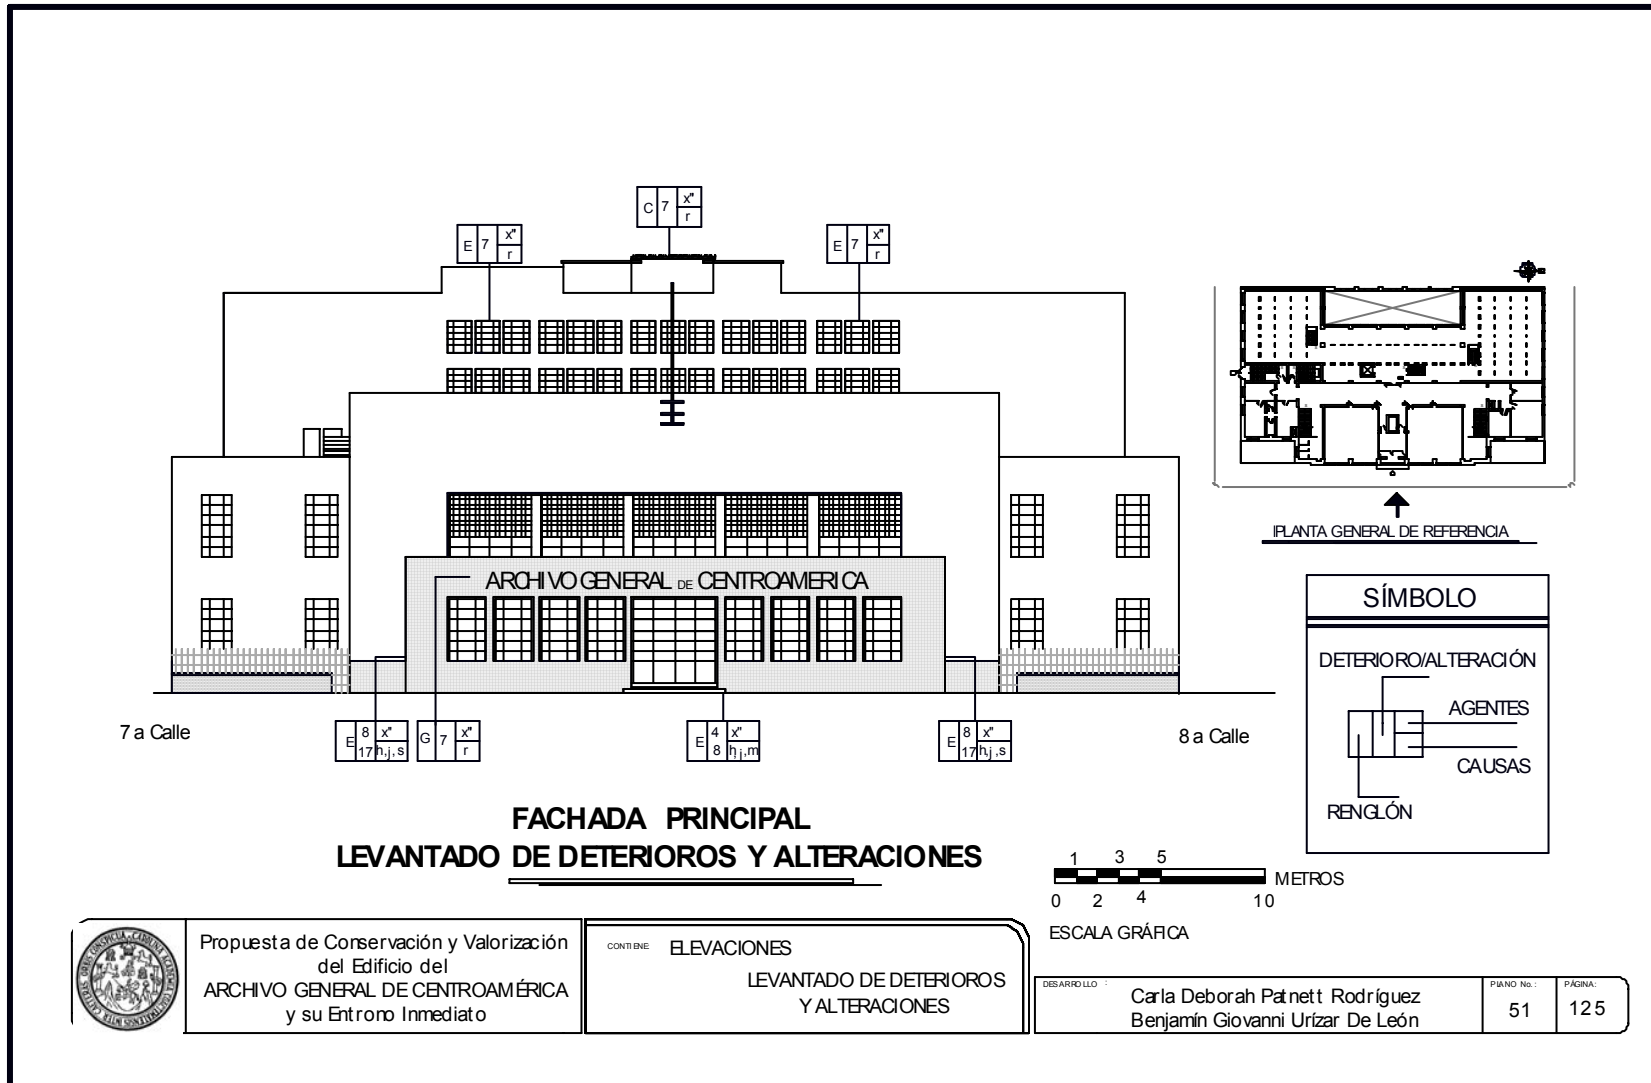 C 7 x" r
E 7 x" r
E 7 x" r
ARCHIVO GENERAL DE CENTROAMERICA
7 a Calle
8 a Calle
E 8 17 x" h,j,s
G 7 x" r
E 4 8 x" h,j,m
E 8 17 x" h,j,s
FACHADA PRINCIPAL
LEVANTADO DE DETERIOROS Y ALTERACIONES
IPLANTA GENERAL DE REFERENCIA
SÍMBOLO
DETERIORO/ALTERACIÓN
AGENTES
CAUSAS
RENGLÓN
1 3 5
METROS
0 2 4 10
ESCALA GRÁFICA
Propuesta de Conservación y Valorización
del Edificio del
ARCHIVO GENERAL DE CENTROAMÉRICA
y su Entrono Inmediato
CONTIENE: ELEVACIONES
LEVANTADO DE DETERIOROS
Y ALTERACIONES
DESARROLLO :
Carla Deborah Patnett Rodríguez
Benjamín Giovanni Urízar De León
PLANO No.:
51
PÁGINA:
125